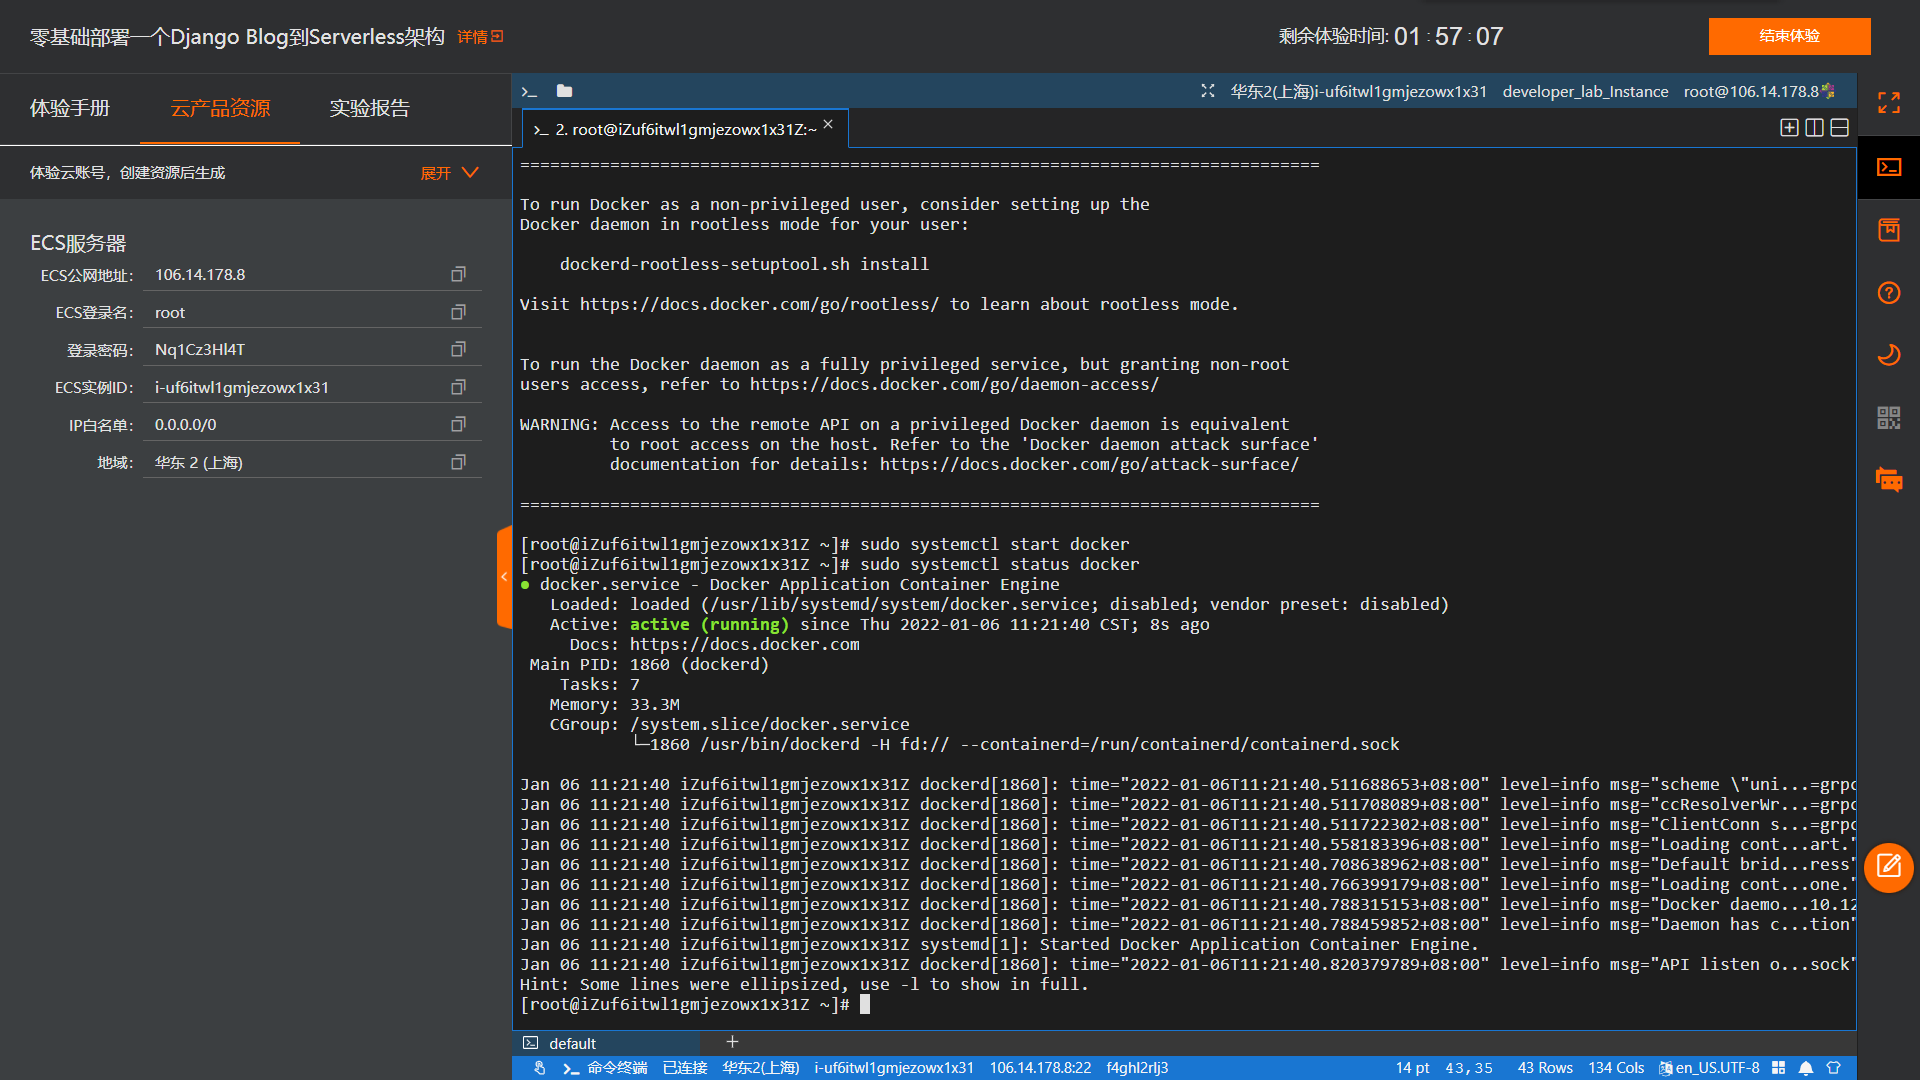 零基础部署一个Django Blog到Serverless架构 详情
剩余体验时间: 01 : 57 : 07
结束体验
体验手册 云产品资源 实验报告
体验云账号，创建资源后生成 展开
ECS服务器
ECS公网地址： 106.14.178.8
ECS登录名： root
登录密码： Nq1Cz3Hl4T
ECS实例ID： i-uf6itwl1gmjezowx1x31
IP白名单： 0.0.0.0/0
地域： 华东 2 (上海)
华东2(上海)i-uf6itwl1gmjezowx1x31 developer_lab_Instance root@106.14.178.8
2. root@iZuf6itwl1gmjezowx1x31Z:~
================================================================================
To run Docker as a non-privileged user, consider setting up the
Docker daemon in rootless mode for your user:
dockerd-rootless-setuptool.sh install
Visit https://docs.docker.com/go/rootless/ to learn about rootless mode.
To run the Docker daemon as a fully privileged service, but granting non-root
users access, refer to https://docs.docker.com/go/daemon-access/
WARNING: Access to the remote API on a privileged Docker daemon is equivalent
to root access on the host. Refer to the 'Docker daemon attack surface'
documentation for details: https://docs.docker.com/go/attack-surface/
================================================================================
[root@iZuf6itwl1gmjezowx1x31Z ~]# sudo systemctl start docker
[root@iZuf6itwl1gmjezowx1x31Z ~]# sudo systemctl status docker
● docker.service - Docker Application Container Engine
Loaded: loaded (/usr/lib/systemd/system/docker.service; disabled; vendor preset: disabled)
Active: active (running) since Thu 2022-01-06 11:21:40 CST; 8s ago
Docs: https://docs.docker.com
Main PID: 1860 (dockerd)
Tasks: 7
Memory: 33.3M
CGroup: /system.slice/docker.service
└─1860 /usr/bin/dockerd -H fd:// --containerd=/run/containerd/containerd.sock
Jan 06 11:21:40 iZuf6itwl1gmjezowx1x31Z dockerd[1860]: time="2022-01-06T11:21:40.511688653+08:00" level=info msg="scheme \"uni...=grpc
Jan 06 11:21:40 iZuf6itwl1gmjezowx1x31Z dockerd[1860]: time="2022-01-06T11:21:40.511708089+08:00" level=info msg="ccResolverWr...=grpc
Jan 06 11:21:40 iZuf6itwl1gmjezowx1x31Z dockerd[1860]: time="2022-01-06T11:21:40.511722302+08:00" level=info msg="ClientConn s...=grpc
Jan 06 11:21:40 iZuf6itwl1gmjezowx1x31Z dockerd[1860]: time="2022-01-06T11:21:40.558183396+08:00" level=info msg="Loading cont...art."
Jan 06 11:21:40 iZuf6itwl1gmjezowx1x31Z dockerd[1860]: time="2022-01-06T11:21:40.708638962+08:00" level=info msg="Default brid...ress"
Jan 06 11:21:40 iZuf6itwl1gmjezowx1x31Z dockerd[1860]: time="2022-01-06T11:21:40.766399179+08:00" level=info msg="Loading cont...one."
Jan 06 11:21:40 iZuf6itwl1gmjezowx1x31Z dockerd[1860]: time="2022-01-06T11:21:40.788315153+08:00" level=info msg="Docker daemo...10.12
Jan 06 11:21:40 iZuf6itwl1gmjezowx1x31Z dockerd[1860]: time="2022-01-06T11:21:40.788459852+08:00" level=info msg="Daemon has c...tion"
Jan 06 11:21:40 iZuf6itwl1gmjezowx1x31Z systemd[1]: Started Docker Application Container Engine.
Jan 06 11:21:40 iZuf6itwl1gmjezowx1x31Z dockerd[1860]: time="2022-01-06T11:21:40.820379789+08:00" level=info msg="API listen o...sock"
Hint: Some lines were ellipsized, use -l to show in full.
[root@iZuf6itwl1gmjezowx1x31Z ~]#
default
命令终端 已连接 华东2(上海) i-uf6itwl1gmjezowx1x31 106.14.178.8:22 f4ghl2rlj3 14 pt 43,35 43 Rows 134 Cols en_US.UTF-8